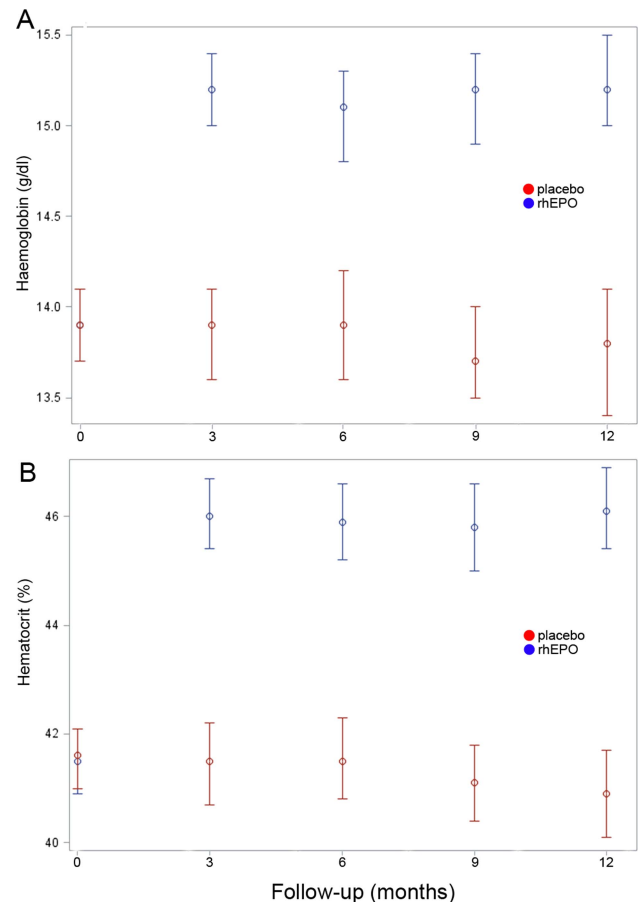 A
15.5
15.0
14.5
14.0
13.5
Haemoglobin (g/dl)
placebo
rhEPO
0 3 6 9 12
B
46
44
42
40
Hematocrit (%)
placebo
rhEPO
0 3 6 9 12
Follow-up (months)